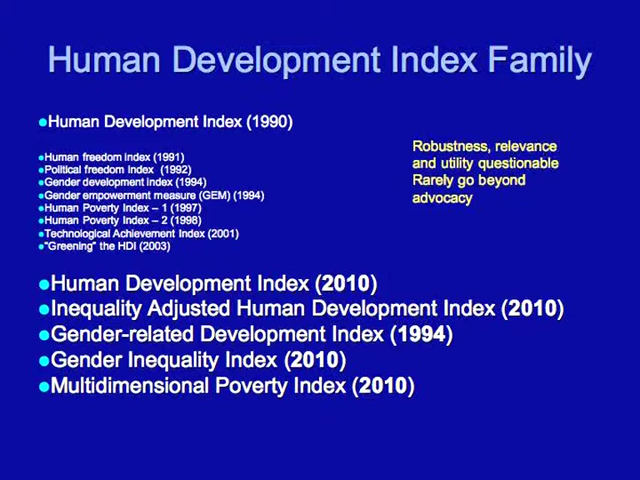 Human Development Index Family
●Human Development Index (1990)
●Human freedom index (1991)
●Political freedom Index (1992)
●Gender development index (1994)
●Gender empowerment measure (GEM) (1994)
●Human Poverty Index – 1 (1997)
●Human Poverty Index – 2 (1998)
●Technological Achievement Index (2001)
●"Greening" the HDI (2003)
Robustness, relevance
and utility questionable
Rarely go beyond
advocacy
●Human Development Index (2010)
●Inequality Adjusted Human Development Index (2010)
●Gender-related Development Index (1994)
●Gender Inequality Index (2010)
●Multidimensional Poverty Index (2010)